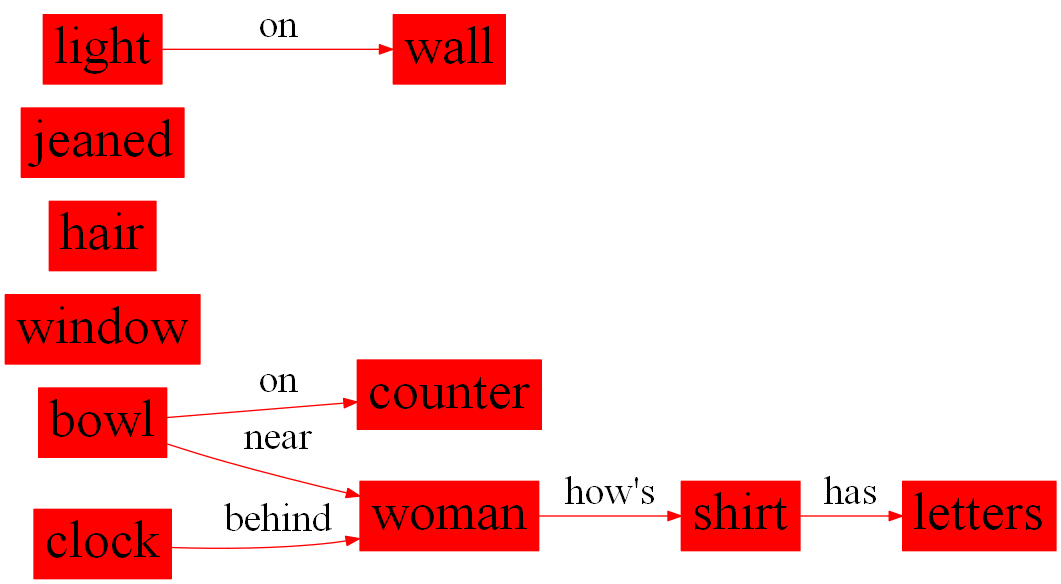 light on wall
jeaned
hair
window
bowl on counter
near
clock behind woman how's shirt has letters